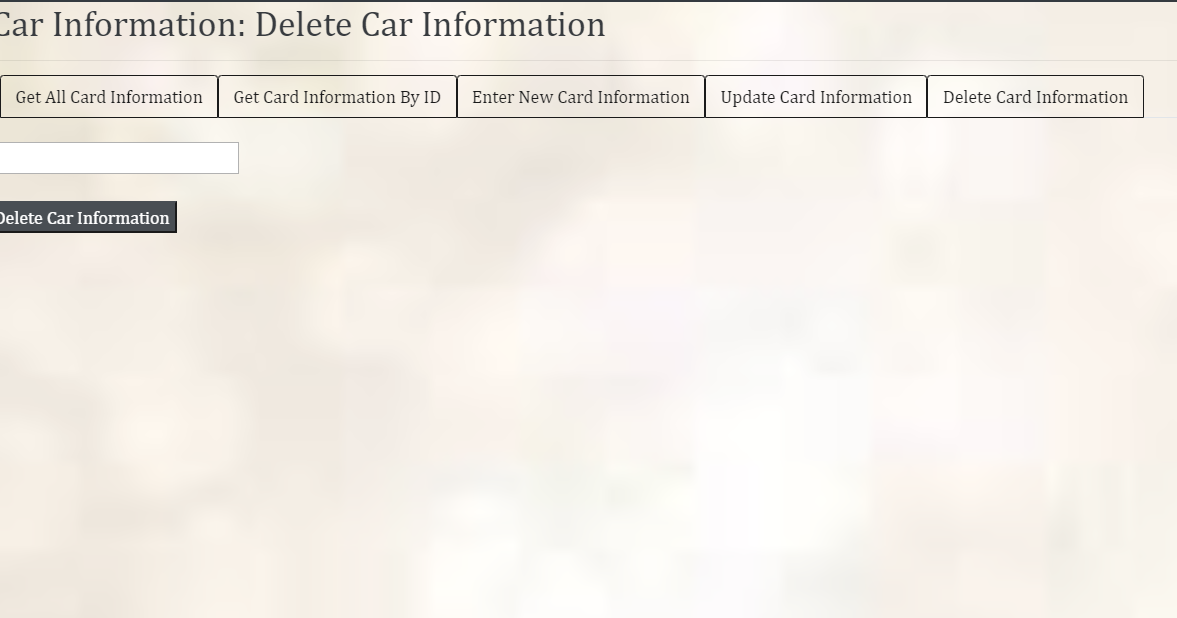 Car Information: Delete Car Information
Get All Card Information Get Card Information By ID Enter New Card Information Update Card Information Delete Card Information
Delete Car Information